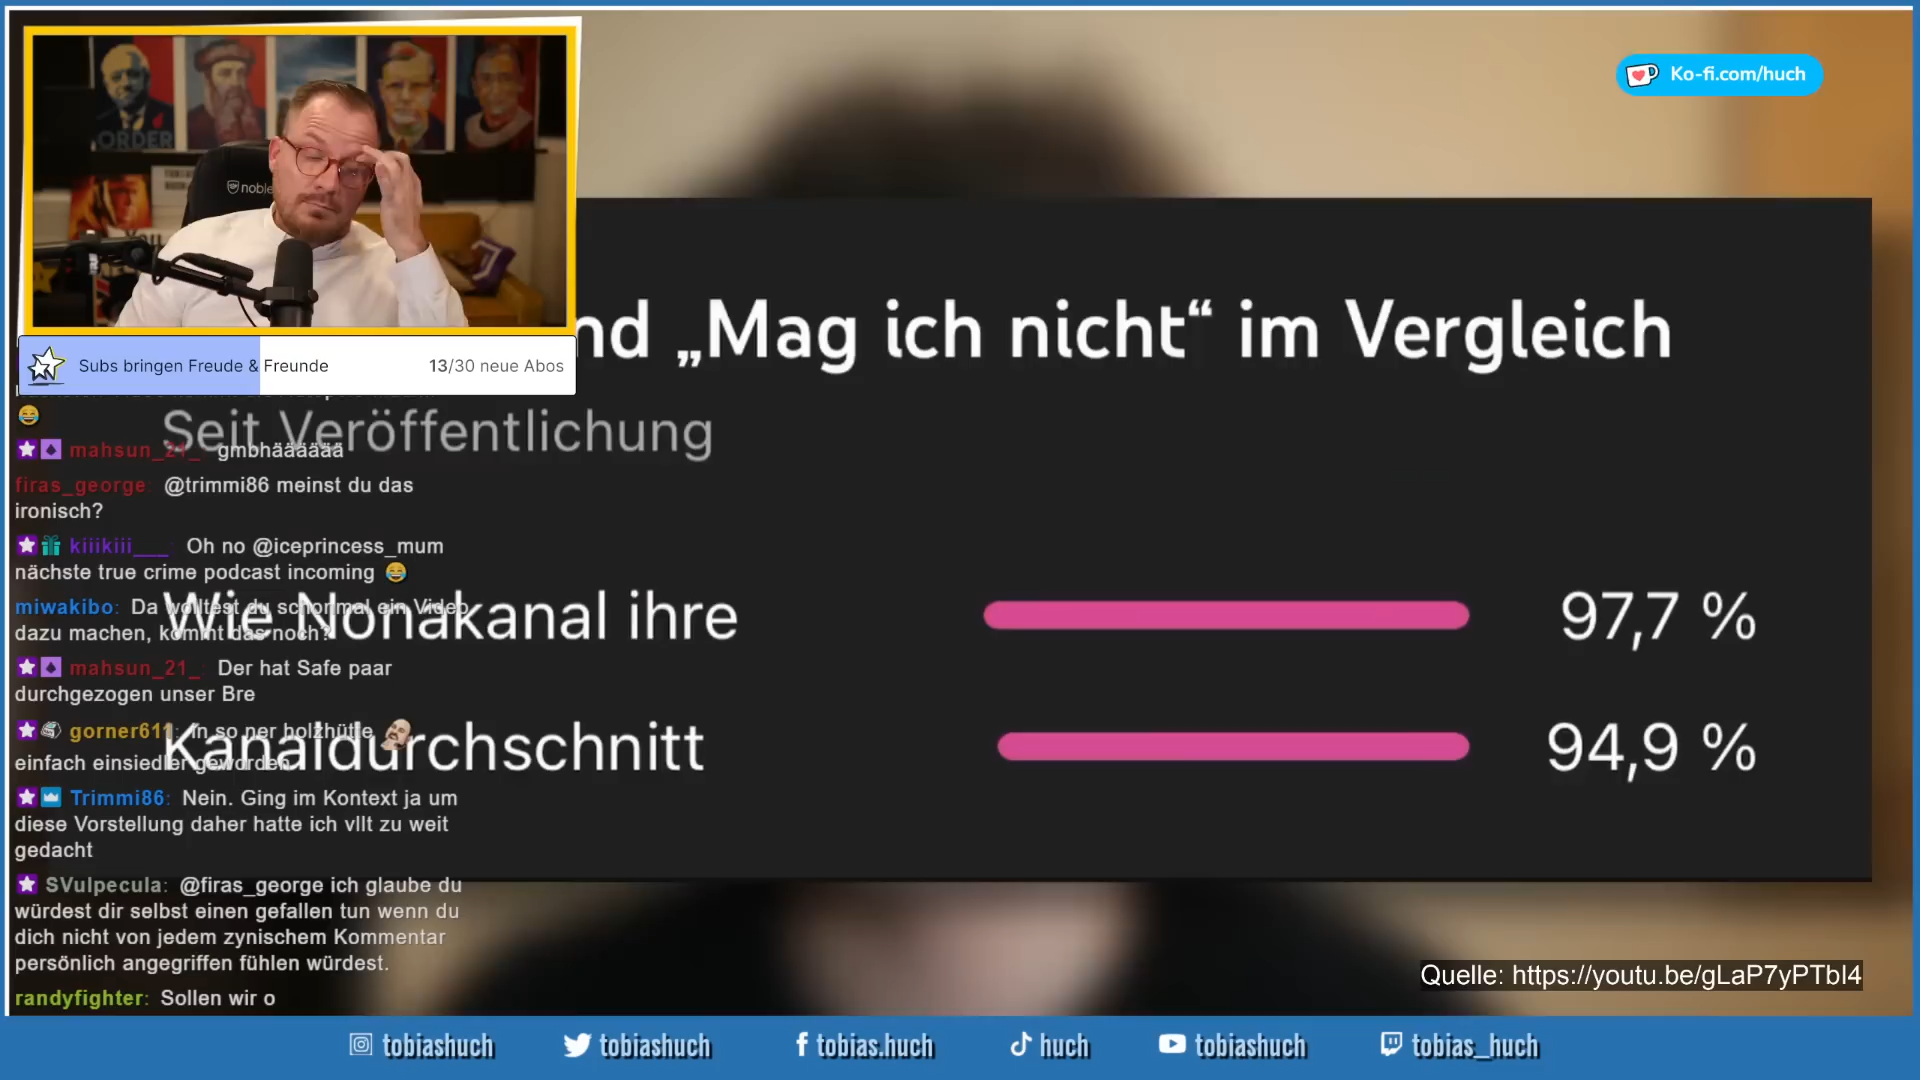 ORDER
noble
Ko-fi.com/huch
nd „Mag ich nicht“ im Vergleich
Subs bringen Freude & Freunde
13/30 neue Abos
Seit Veröffentlichung
mahsun_21_ gmbhääääää
firas_george: @trimmi86 meinst du das
ironisch?
kiiikiii___: Oh no @iceprincess_mum
nächste true crime podcast incoming 😂
miwakibo: Da wolltest du schonmal ein Video
dazu machen, kommt das noch?
Wie Nonakanal ihre
97,7 %
mahsun_21_: Der hat Safe paar
durchgezogen unser Bre
gorner611: in so ner holzhütte
einfach einsiedler geworden
Kanaldurchschnitt
94,9 %
Trimmi86: Nein. Ging im Kontext ja um
diese Vorstellung daher hatte ich vllt zu weit
gedacht
SVulpecula: @firas_george ich glaube du
würdest dir selbst einen gefallen tun wenn du
dich nicht von jedem zynischem Kommentar
persönlich angegriffen fühlen würdest.
randyfighter: Sollen wir o
Quelle: https://youtu.be/gLaP7yPTbI4
tobiashuch
tobiashuch
tobias.huch
huch
tobiashuch
tobias_huch